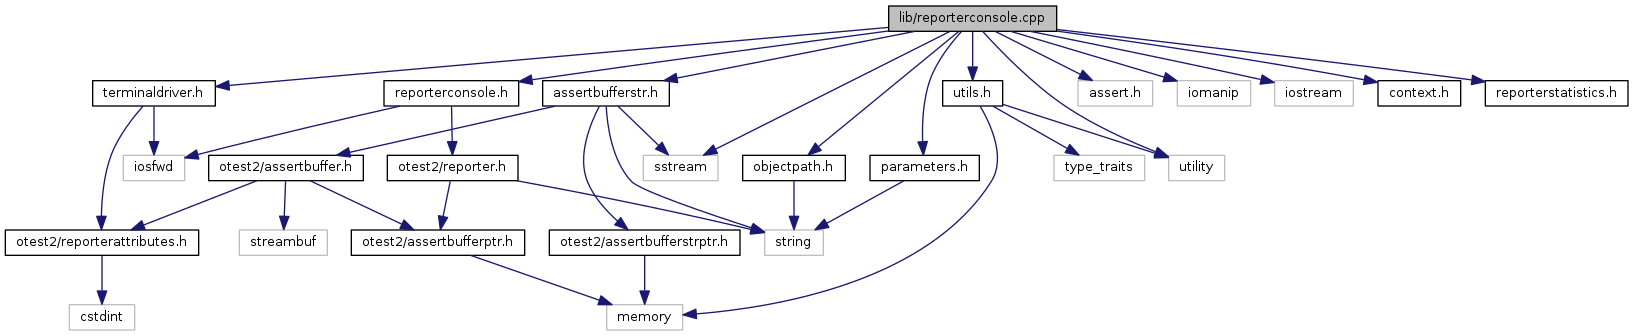 lib/reporterconsole.cpp
terminaldriver.h
reporterconsole.h
assertbufferstr.h
utils.h
assert.h
iomanip
iostream
context.h
reporterstatistics.h
iosfwd
otest2/assertbuffer.h
otest2/reporter.h
sstream
objectpath.h
parameters.h
type_traits
utility
otest2/reporterattributes.h
streambuf
otest2/assertbufferptr.h
otest2/assertbufferstrptr.h
string
cstdint
memory